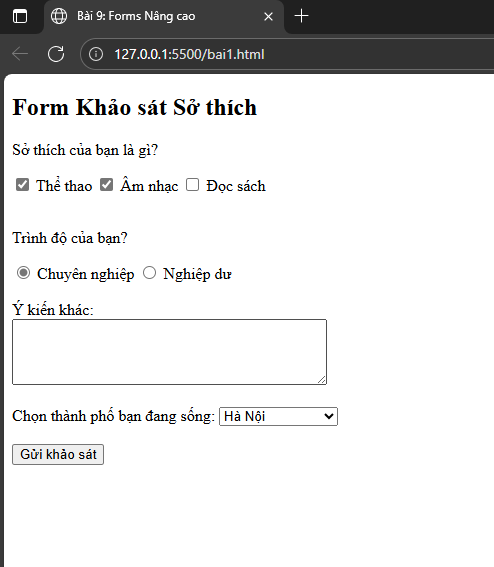 Bài 9: Forms Nâng cao
127.0.0.1:5500/bai1.html
Form Khảo sát Sở thích
Sở thích của bạn là gì?
Thể thao Âm nhạc Đọc sách
Trình độ của bạn?
Chuyên nghiệp Nghiệp dư
Ý kiến khác:
Chọn thành phố bạn đang sống: Hà Nội
Gửi khảo sát